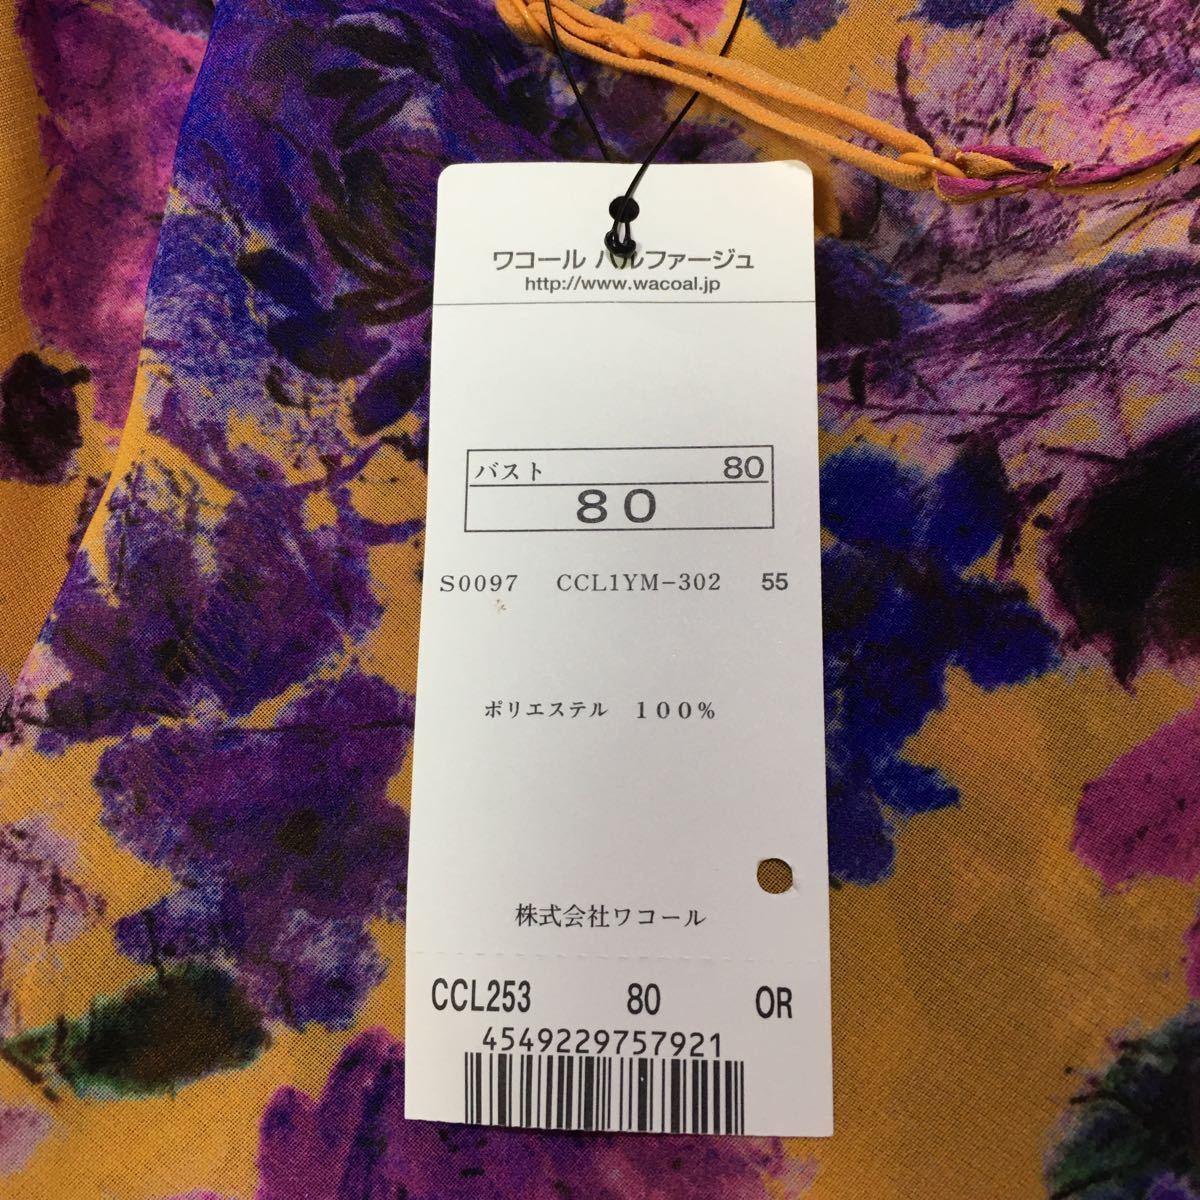 ワコール パルファージュ
http://www.wacoal.jp
バスト 80
80
S0097 CCL1YM-302 55
ポリエステル 100%
株式会社ワコール
CCL253 80 OR
4549229757921